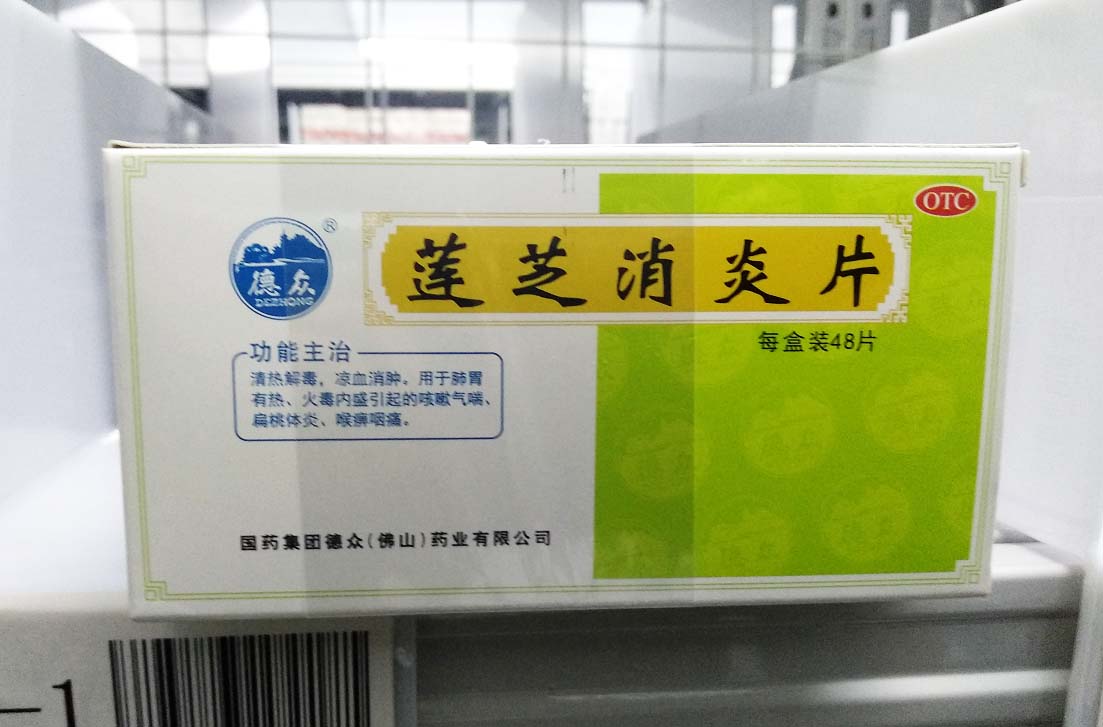 OTC
®
德众
DEZHONG
莲芝消炎片
每盒装48片
功能主治
清热解毒，凉血消肿。用于肺胃
有热、火毒内盛引起的咳嗽气喘、
扁桃体炎、喉痹咽痛。
国药集团德众(佛山)药业有限公司
-1